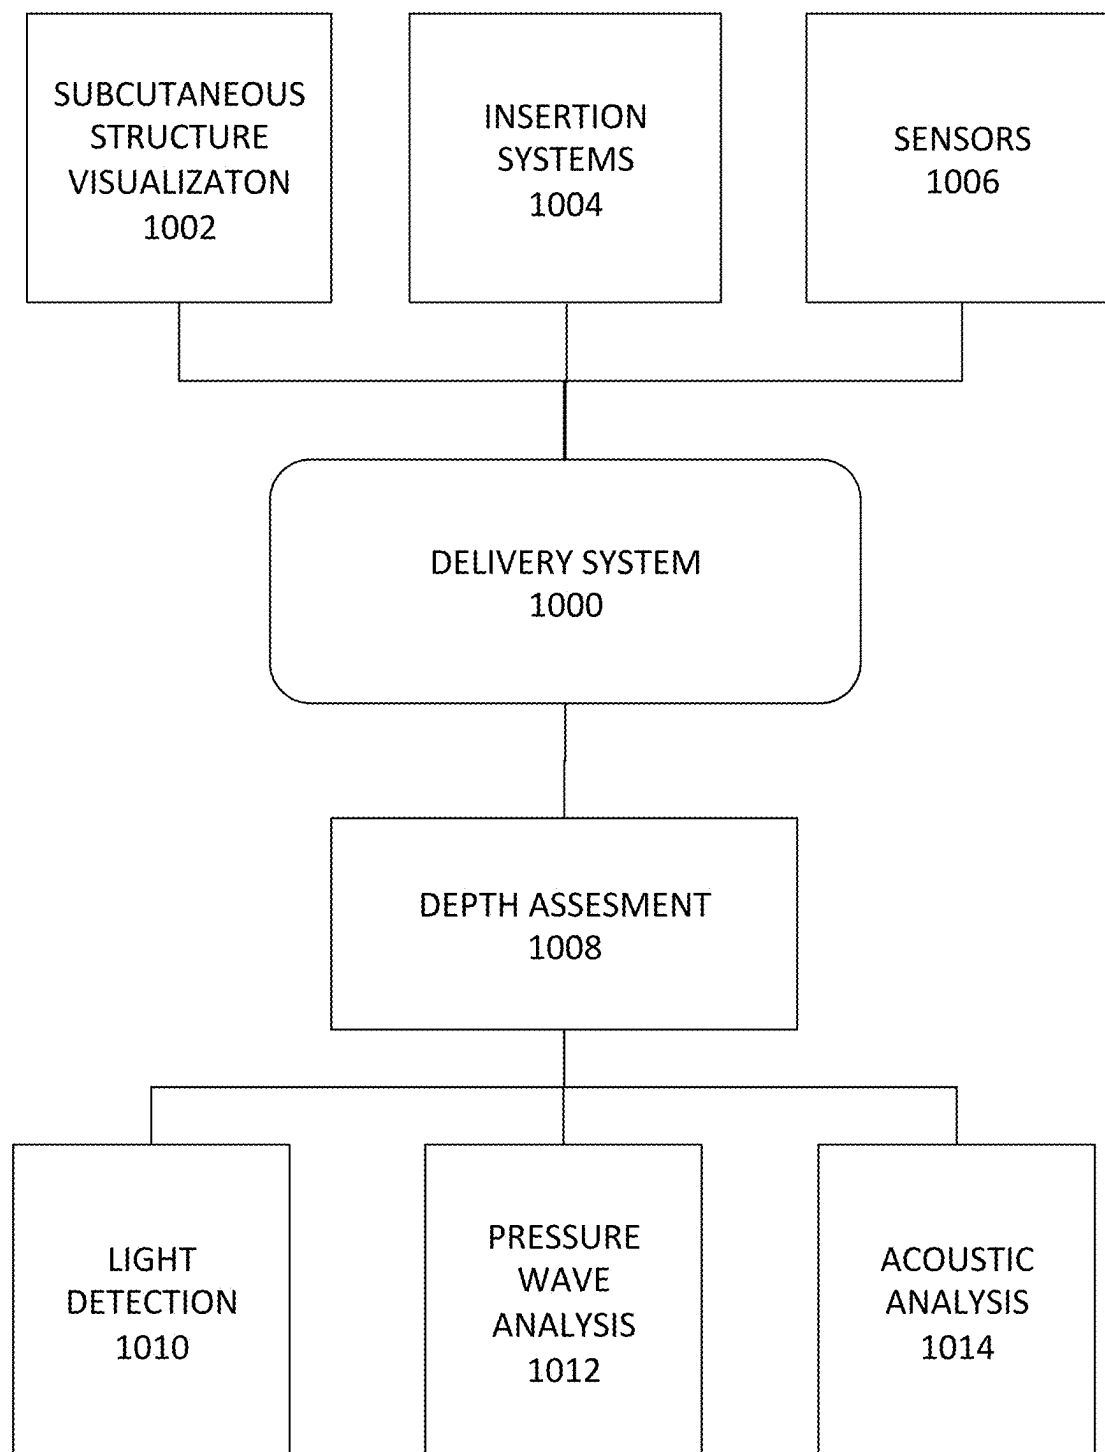 SUBCUTANEOUS
STRUCTURE
VISUALIZATON
1002
INSERTION
SYSTEMS
1004
SENSORS
1006
DELIVERY SYSTEM
1000
DEPTH ASSESMENT
1008
LIGHT
DETECTION
1010
PRESSURE
WAVE
ANALYSIS
1012
ACOUSTIC
ANALYSIS
1014